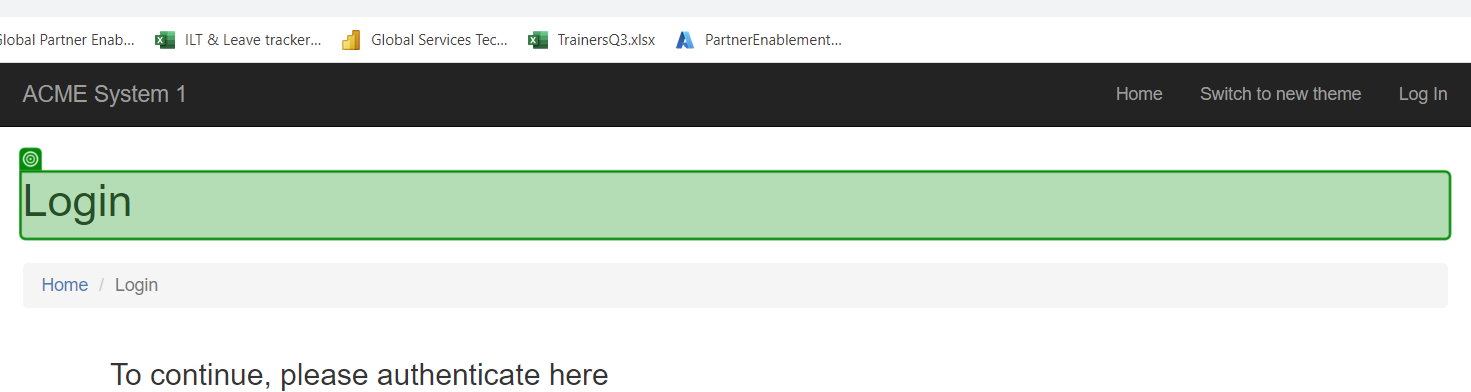 Global Partner Enab... ILT & Leave tracker... Global Services Tec... TrainersQ3.xlsx PartnerEnablement...
ACME System 1 Home Switch to new theme Log In
Login
Home / Login
To continue, please authenticate here